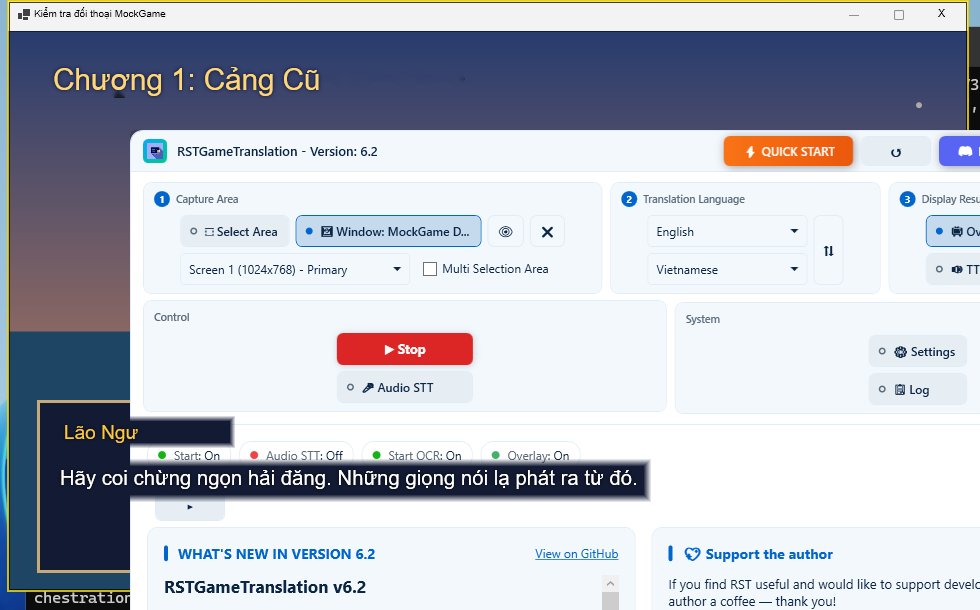 Kiểm tra đối thoại MockGame
Chương 1: Cảng Cũ
RSTGameTranslation - Version: 6.2
QUICK START
1 Capture Area
Select Area
Window: MockGame D...
Screen 1 (1024x768) - Primary
Multi Selection Area
2 Translation Language
English
Vietnamese
3 Display Resu
Ov
TT
Control
Stop
Audio STT
System
Settings
Log
Lão Ngư
Start: On
Audio STT: Off
Start OCR: On
Overlay: On
Hãy coi chừng ngọn hải đăng. Những giọng nói lạ phát ra từ đó.
WHAT'S NEW IN VERSION 6.2
View on GitHub
RSTGameTranslation v6.2
Support the author
If you find RST useful and would like to support develo
author a coffee — thank you!
chestration